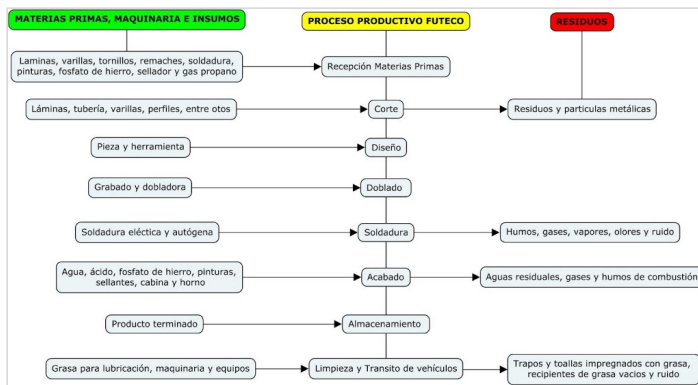 MATERIAS PRIMAS, MAQUINARIA E INSUMOS
PROCESO PRODUCTIVO FUTECO
RESIDUOS
Laminas, varillas, tornillos, remaches, soldadura,
pinturas, fosfato de hierro, sellador y gas propano
Recepción Materias Primas
Láminas, tubería, varillas, perfiles, entre otos
Corte
Residuos y particulas metálicas
Pieza y herramienta
Diseño
Grabado y dobladora
Doblado
Soldadura eléctica y autógena
Soldadura
Humos, gases, vapores, olores y ruido
Agua, ácido, fosfato de hierro, pinturas,
sellantes, cabina y horno
Acabado
Aguas residuales, gases y humos de combustión
Producto terminado
Almacenamiento
Grasa para lubricación, maquinaria y equipos
Limpieza y Transito de vehículos
Trapos y toallas impregnados con grasa,
recipientes de grasa vacios y ruido